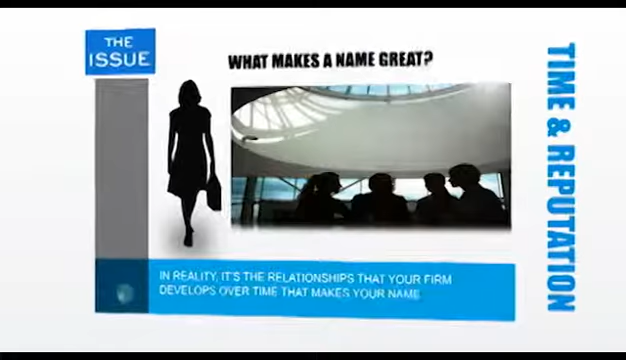 THE
ISSUE
WHAT MAKES A NAME GREAT?
TIME & REPUTATION
IN REALITY, IT'S THE RELATIONSHIPS THAT YOUR FIRM
DEVELOPS OVER TIME THAT MAKES YOUR NAME